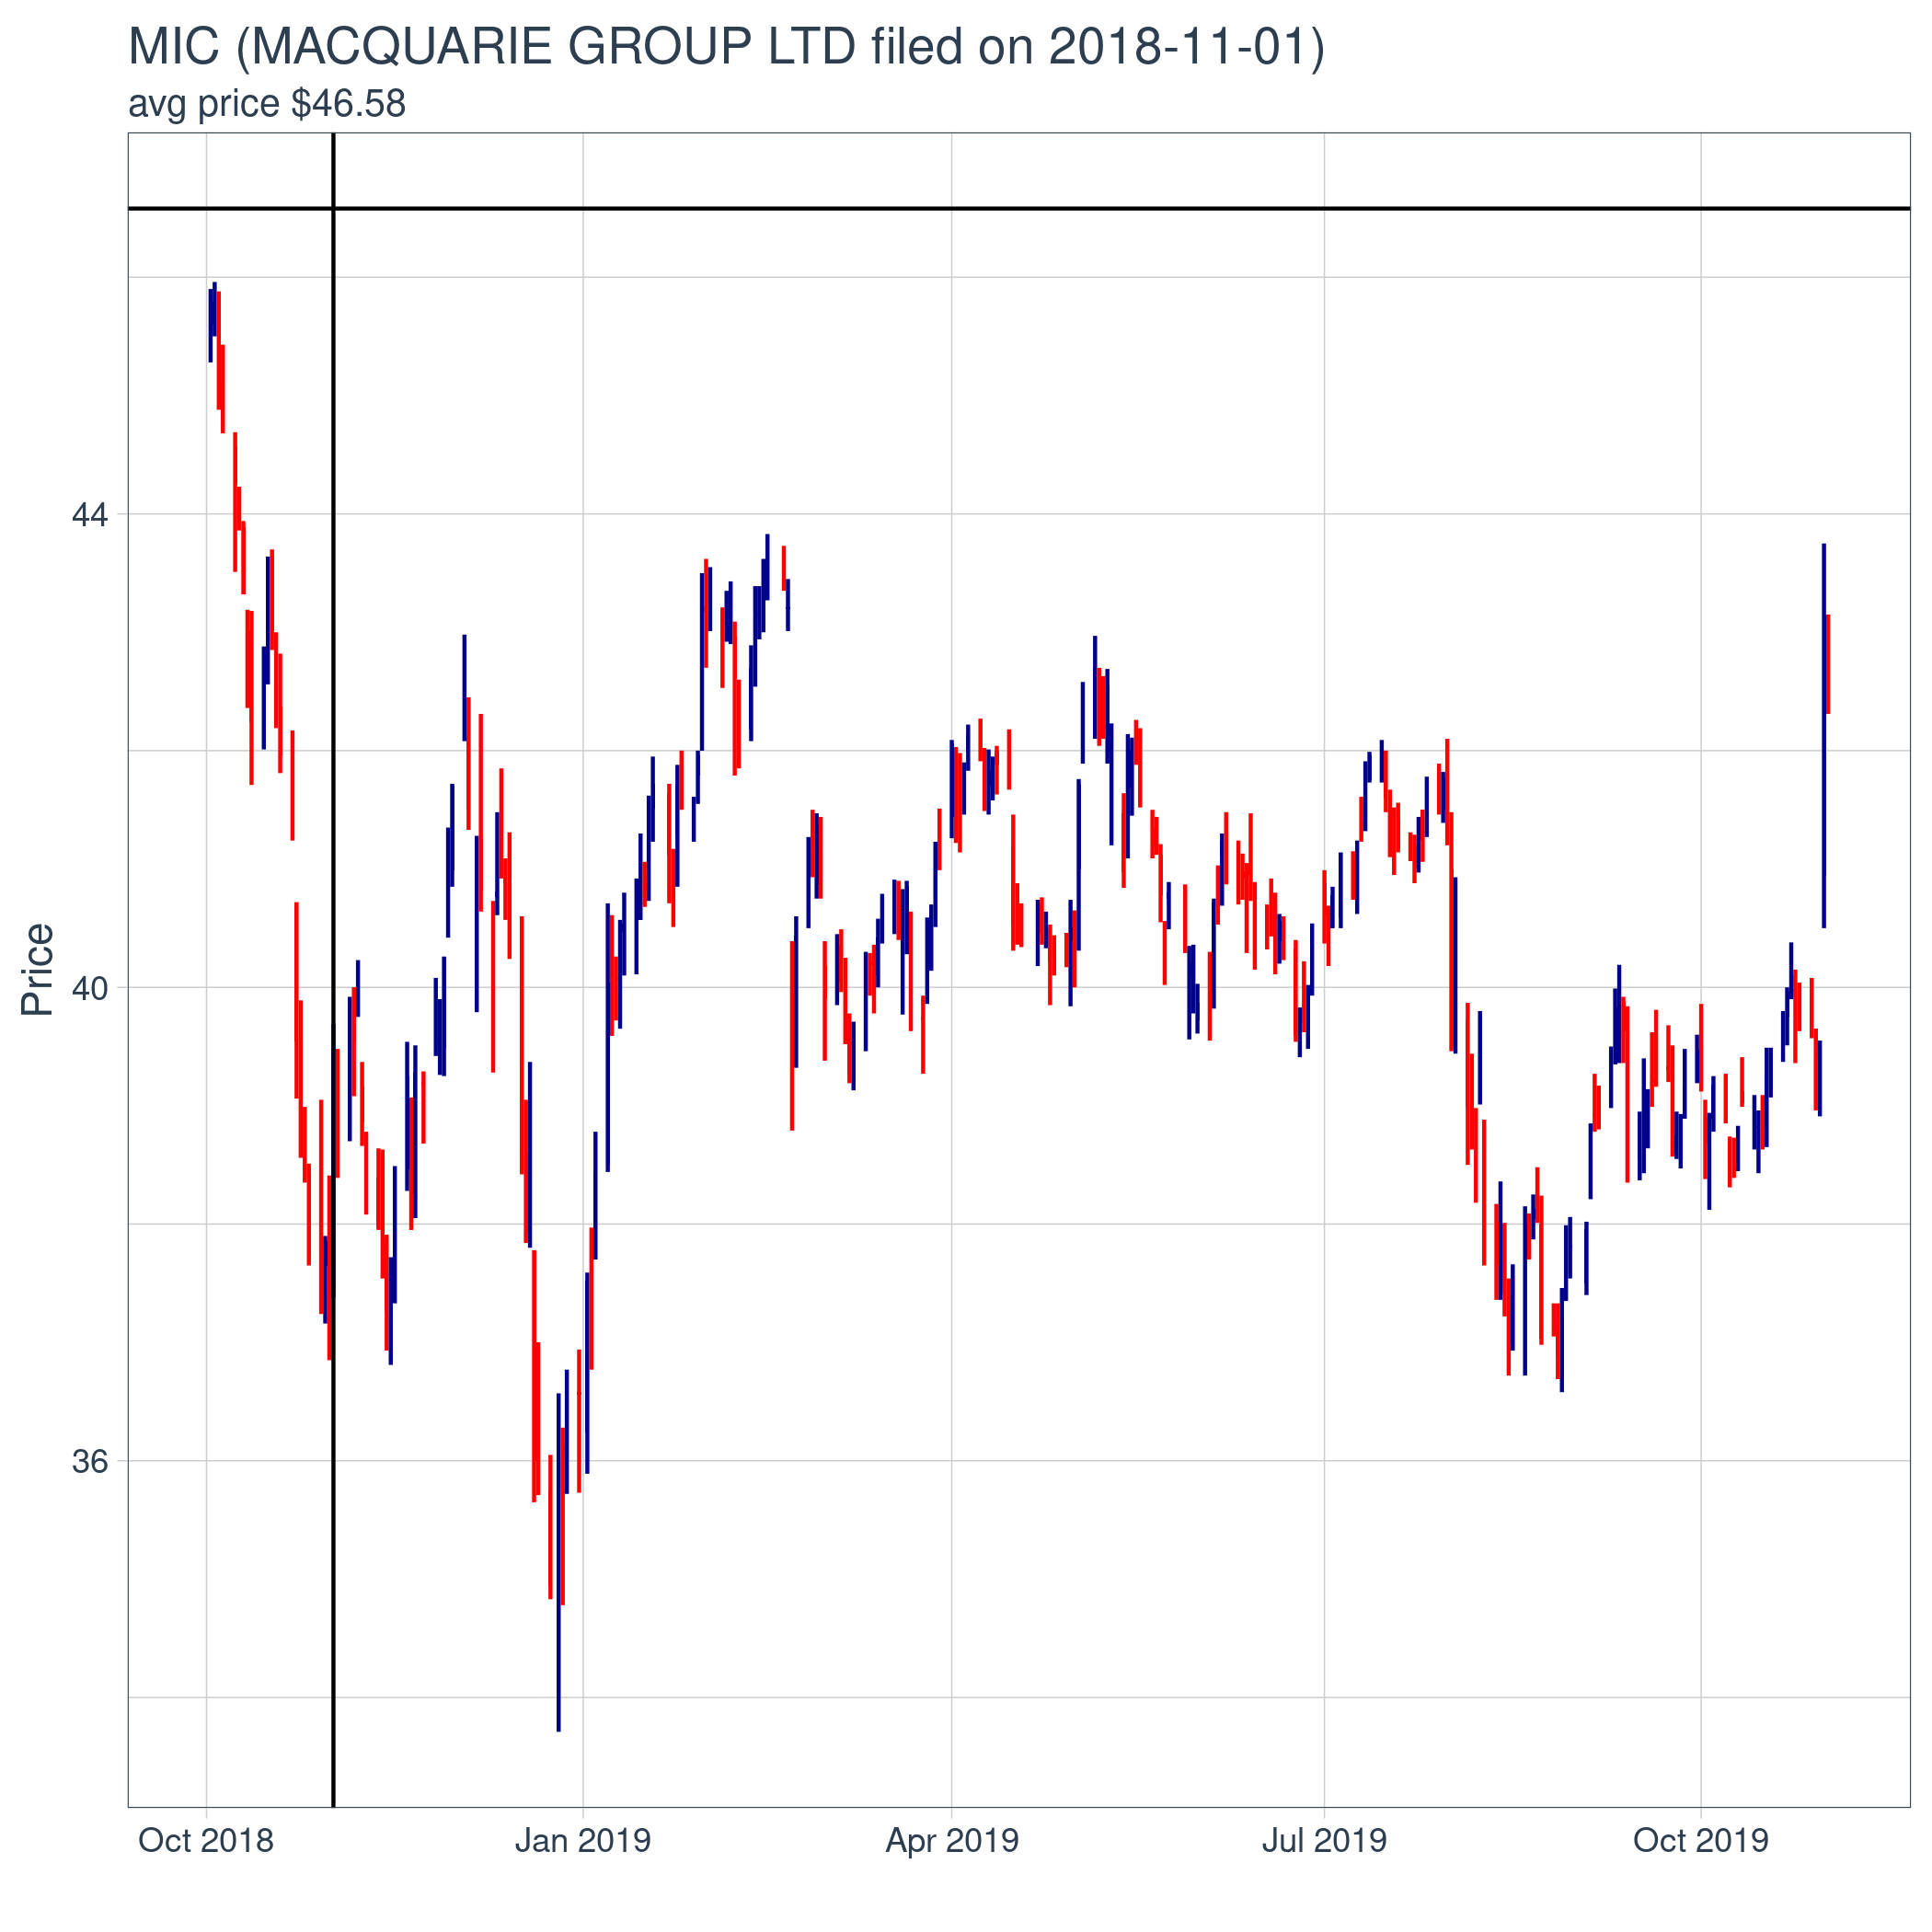 MIC (MACQUARIE GROUP LTD filed on 2018-11-01)
avg price $46.58
Price
44
40
36
Oct 2018
Jan 2019
Apr 2019
Jul 2019
Oct 2019